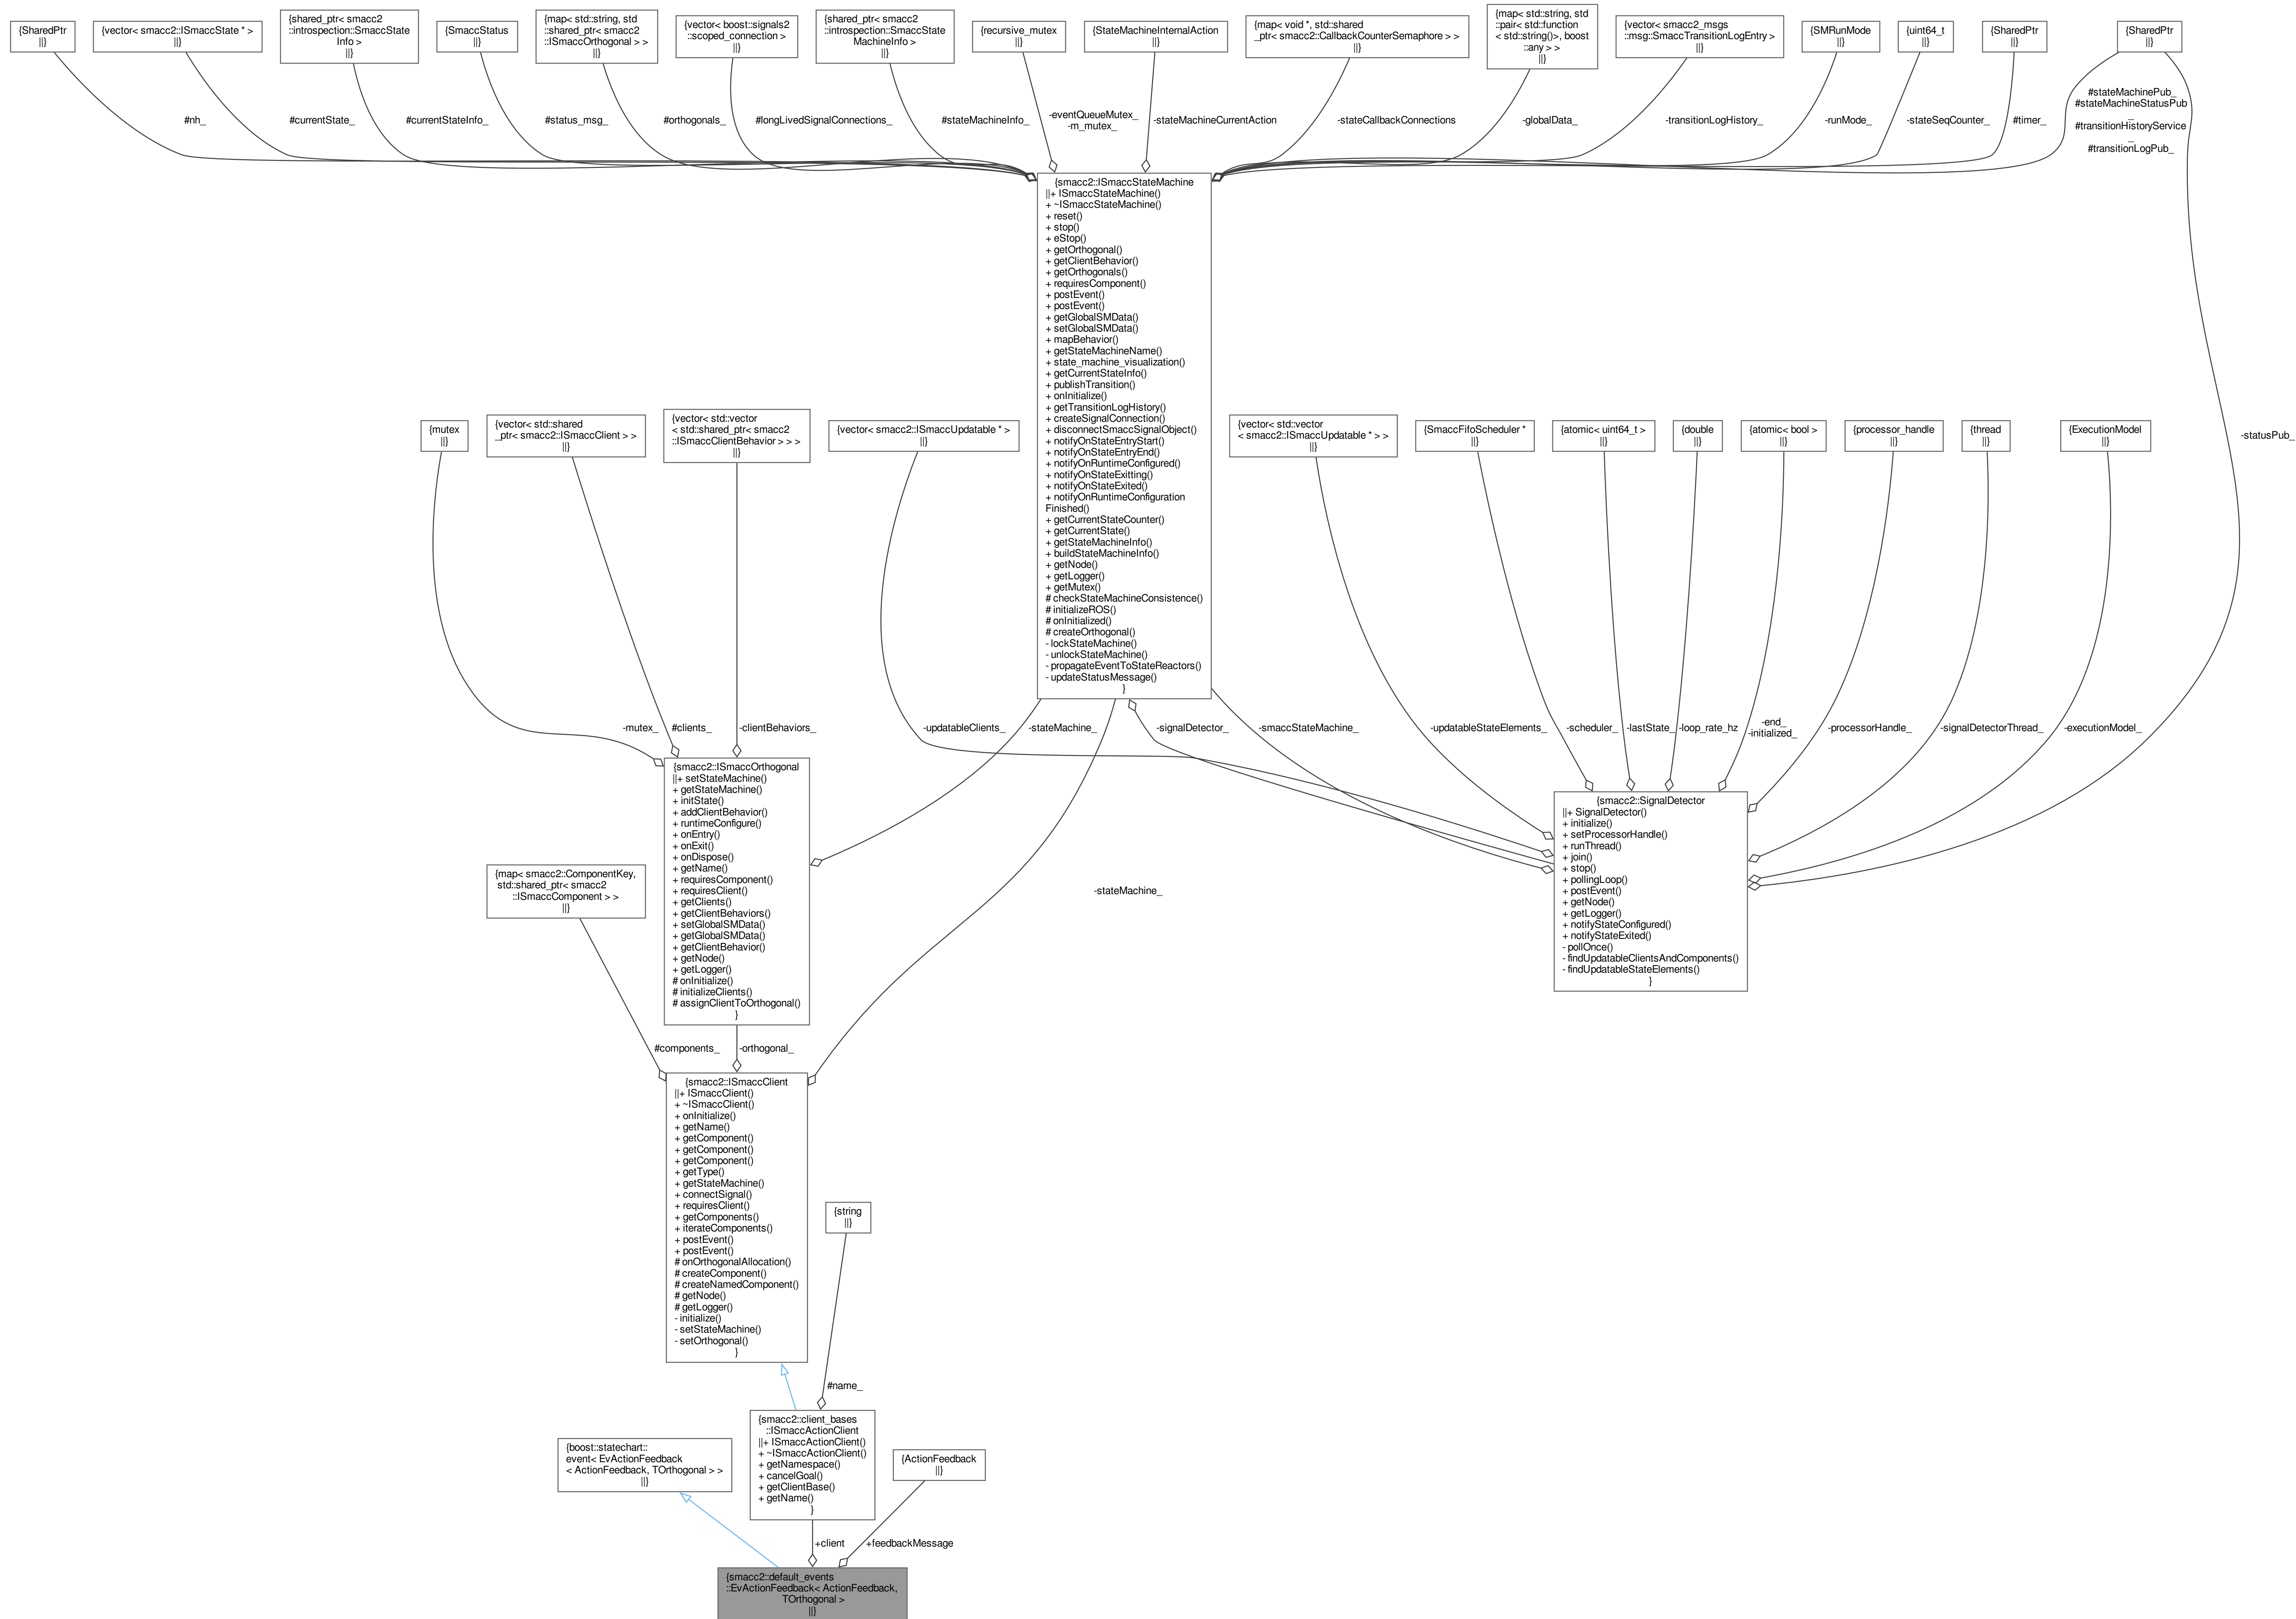 {SharedPtr
||}
{vector< smacc2::ISmaccState * >
||}
{shared_ptr< smacc2
::introspection::SmaccState
Info >
||}
{SmaccStatus
||}
{map< std::string, std
::shared_ptr< smacc2
::ISmaccOrthogonal > >
||}
{vector< boost::signals2
::scoped_connection >
||}
{shared_ptr< smacc2
::introspection::SmaccState
MachineInfo >
||}
{recursive_mutex
||}
{StateMachineInternalAction
||}
{map< void *, std::shared
_ptr< smacc2::CallbackCounterSemaphore > >
||}
{map< std::string, std
::pair< std::function
< std::string()>, boost
::any > >
||}
{vector< smacc2_msgs
::msg::SmaccTransitionLogEntry >
||}
{SMRunMode
||}
{uint64_t
||}
{SharedPtr
||}
{SharedPtr
||}
#nh_
#currentState_
#currentStateInfo_
#status_msg_
#orthogonals_
#longLivedSignalConnections_
#stateMachineInfo_
-eventQueueMutex_
-m_mutex_
-stateMachineCurrentAction
-stateCallbackConnections
-globalData_
-transitionLogHistory_
-runMode_
-stateSeqCounter_
#timer_
#stateMachinePub_
#stateMachineStatusPub
_
#transitionHistoryService
_
#transitionLogPub_
{smacc2::ISmaccStateMachine
||+ ISmaccStateMachine()
+ ~ISmaccStateMachine()
+ reset()
+ stop()
+ eStop()
+ getOrthogonal()
+ getClientBehavior()
+ getOrthogonals()
+ requiresComponent()
+ postEvent()
+ postEvent()
+ getGlobalSMData()
+ setGlobalSMData()
+ mapBehavior()
+ getStateMachineName()
+ state_machine_visualization()
+ getCurrentStateInfo()
+ publishTransition()
+ onInitialize()
+ getTransitionLogHistory()
+ createSignalConnection()
+ disconnectSmaccSignalObject()
+ notifyOnStateEntryStart()
+ notifyOnStateEntryEnd()
+ notifyOnRuntimeConfigured()
+ notifyOnStateExitting()
+ notifyOnStateExited()
+ notifyOnRuntimeConfiguration
Finished()
+ getCurrentStateCounter()
+ getCurrentState()
+ getStateMachineInfo()
+ buildStateMachineInfo()
+ getNode()
+ getLogger()
+ getMutex()
# checkStateMachineConsistence()
# initializeROS()
# onInitialized()
# createOrthogonal()
- lockStateMachine()
- unlockStateMachine()
- propagateEventToStateReactors()
- updateStatusMessage()
}
{mutex
||}
{vector< std::shared
_ptr< smacc2::ISmaccClient > >
||}
{vector< std::vector
< std::shared_ptr< smacc2
::ISmaccClientBehavior > > >
||}
{vector< smacc2::ISmaccUpdatable * >
||}
{vector< std::vector
< smacc2::ISmaccUpdatable * > >
||}
{SmaccFifoScheduler *
||}
{atomic< uint64_t >
||}
{double
||}
{atomic< bool >
||}
{processor_handle
||}
{thread
||}
{ExecutionModel
||}
-statusPub_
-mutex_
#clients_
-clientBehaviors_
-updatableClients_
-stateMachine_
-signalDetector_
-smaccStateMachine_
-updatableStateElements_
-scheduler_
-lastState_
-loop_rate_hz
-end_
-initialized_
-processorHandle_
-signalDetectorThread_
-executionModel_
{smacc2::ISmaccOrthogonal
||+ setStateMachine()
+ getStateMachine()
+ initState()
+ addClientBehavior()
+ runtimeConfigure()
+ onEntry()
+ onExit()
+ onDispose()
+ getName()
+ requiresComponent()
+ requiresClient()
+ getClients()
+ getClientBehaviors()
+ setGlobalSMData()
+ getGlobalSMData()
+ getClientBehavior()
+ getNode()
+ getLogger()
# onInitialize()
# initializeClients()
# assignClientToOrthogonal()
}
{smacc2::SignalDetector
||+ SignalDetector()
+ initialize()
+ setProcessorHandle()
+ runThread()
+ join()
+ stop()
+ pollingLoop()
+ postEvent()
+ getNode()
+ getLogger()
+ notifyStateConfigured()
+ notifyStateExited()
- pollOnce()
- findUpdatableClientsAndComponents()
- findUpdatableStateElements()
}
{map< smacc2::ComponentKey,
std::shared_ptr< smacc2
::ISmaccComponent > >
||}
-stateMachine_
#components_
-orthogonal_
{smacc2::ISmaccClient
||+ ISmaccClient()
+ ~ISmaccClient()
+ onInitialize()
+ getName()
+ getComponent()
+ getComponent()
+ getComponent()
+ getType()
+ getStateMachine()
+ connectSignal()
+ requiresClient()
+ getComponents()
+ iterateComponents()
+ postEvent()
+ postEvent()
# onOrthogonalAllocation()
# createComponent()
# createNamedComponent()
# getNode()
# getLogger()
- initialize()
- setStateMachine()
- setOrthogonal()
}
{string
||}
#name_
{smacc2::client_bases
::ISmaccActionClient
||+ ISmaccActionClient()
+ ~ISmaccActionClient()
+ getNamespace()
+ cancelGoal()
+ getClientBase()
+ getName()
}
{boost::statechart::
event< EvActionFeedback
< ActionFeedback, TOrthogonal > >
||}
{ActionFeedback
||}
+client
+feedbackMessage
{smacc2::default_events
::EvActionFeedback< ActionFeedback,
TOrthogonal >
||}